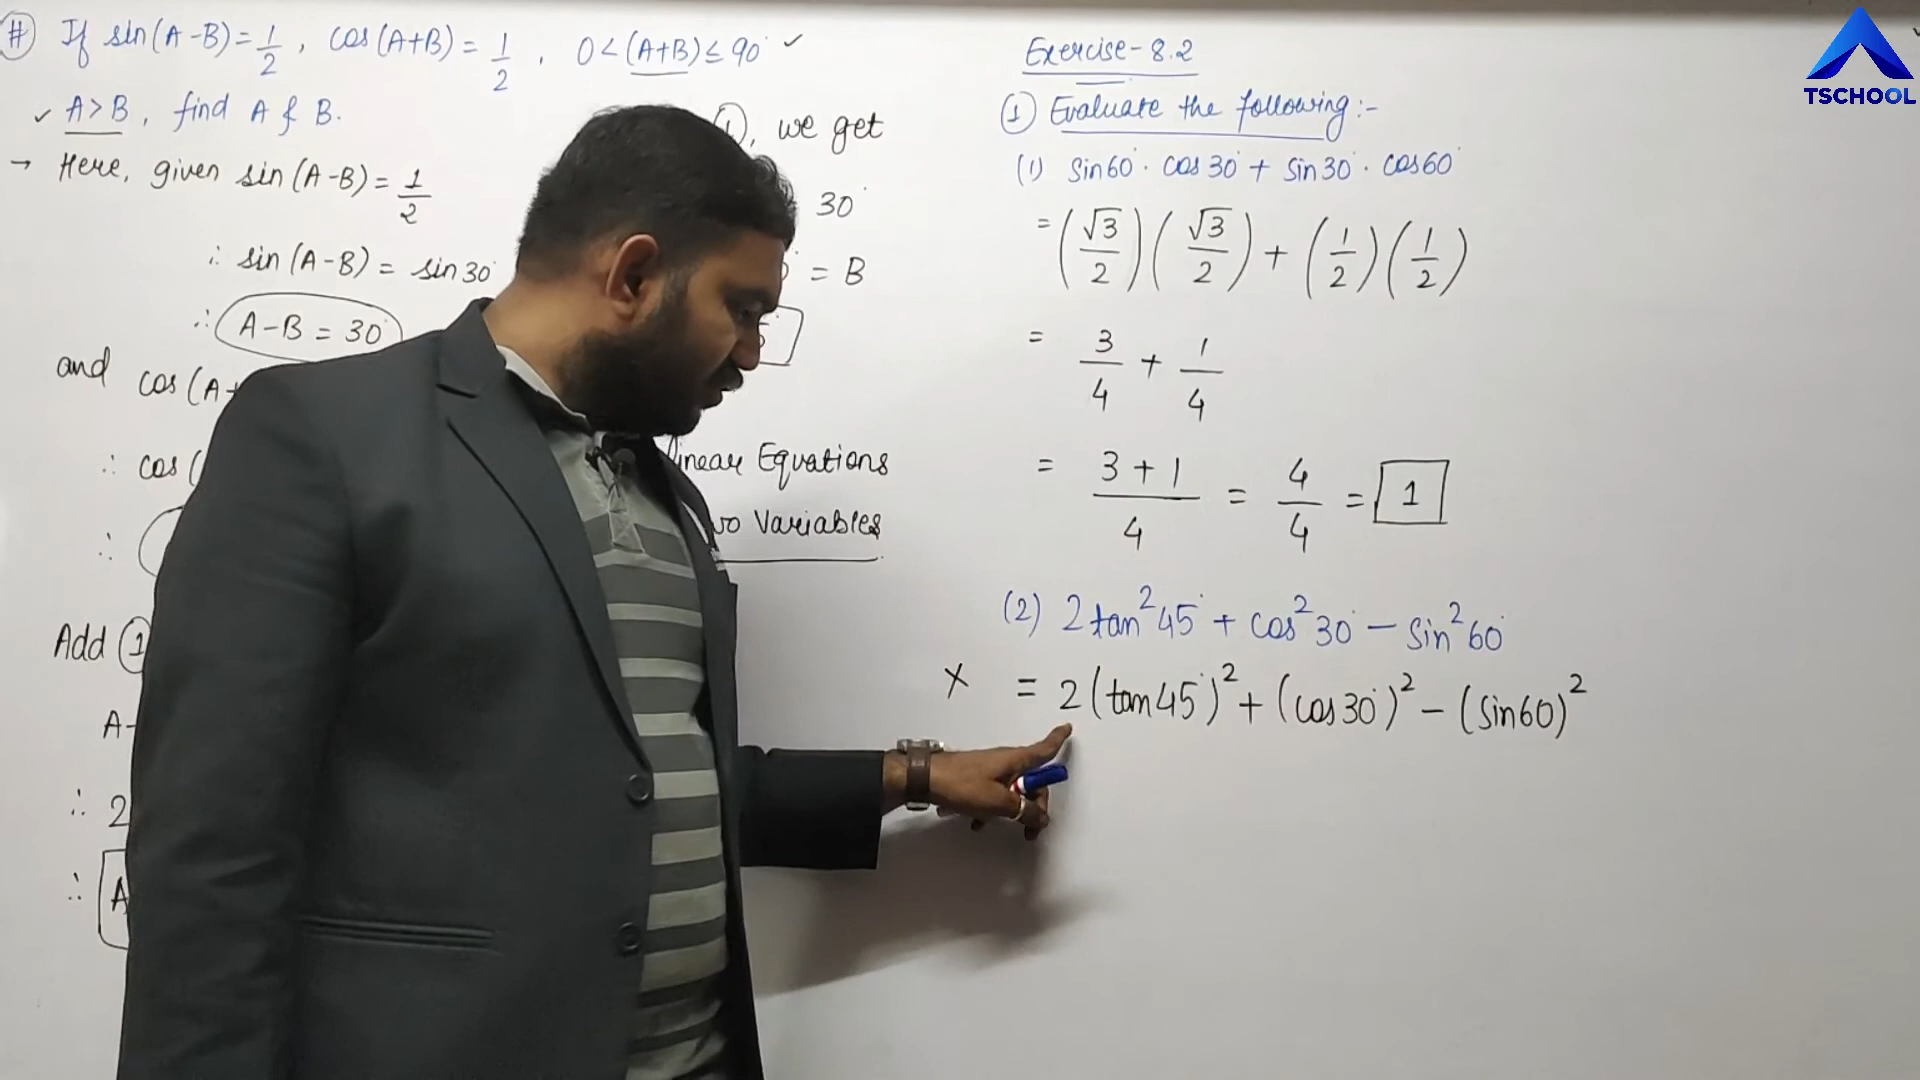 # If sin(A-B)=1/2, cos(A+B)=1/2, 0<(A+B)≤90° ✓
✓ A>B, find A & B.
→ Here, given sin(A-B)=1/2
∴ sin(A-B)= sin30°
∴ A-B=30°
and cos(A+
∴ cos(
∴
Add 1
A-
∴ 2
∴ A
①, we get
30°
= B
linear Equations
Variables
Exercise-8.2
① Evaluate the following:-
(1) sin60°·cos30°+sin30°·cos60°
=(√3/2)(√3/2)+(1/2)(1/2)
= 3/4 + 1/4
= 3+1/4 = 4/4 = 1
(2) 2tan²45°+cos²30°-sin²60°
x = 2(tan45°)²+(cos30°)²-(sin60)²
TSCHOOL